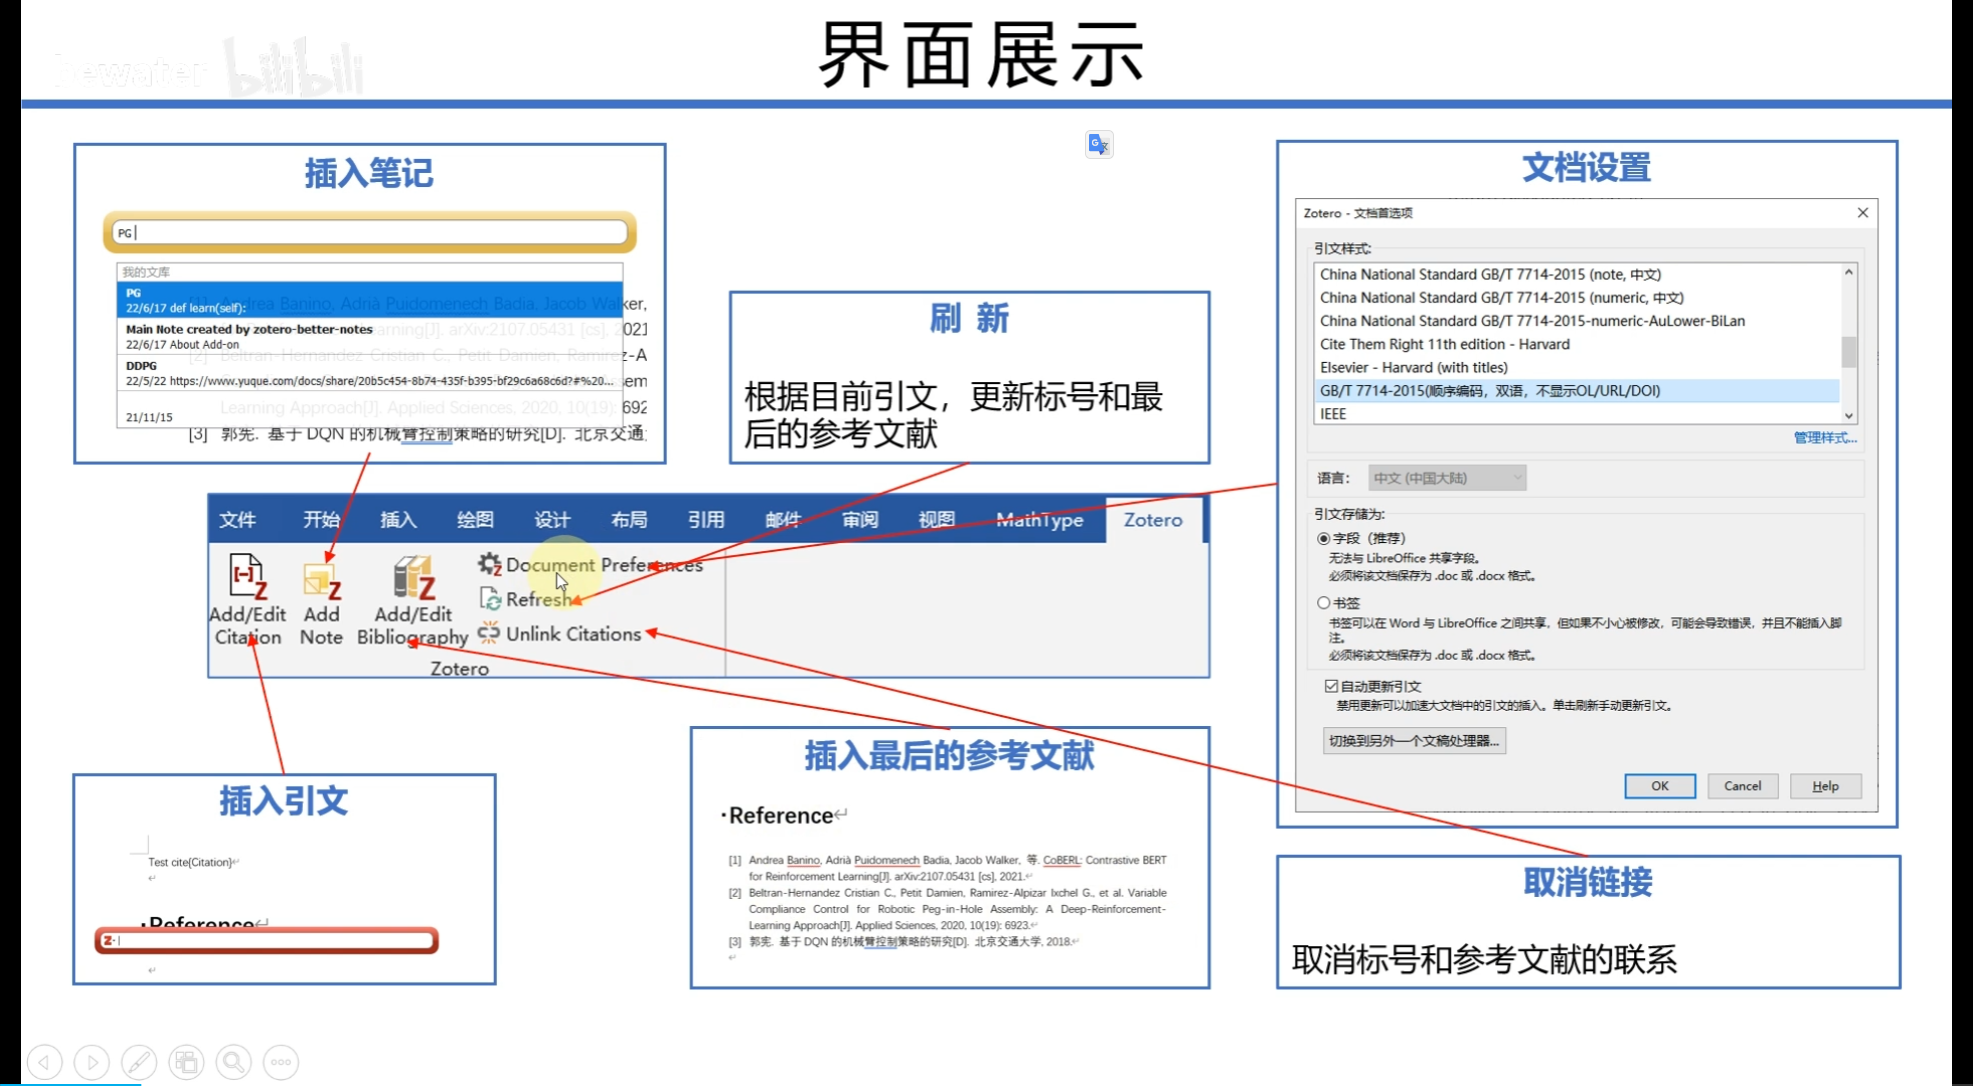 bewater bilibili
界面展示
插入笔记
PG
我的文库
PG
22/6/17 def learn(self):
Main Note created by zotero-better-notes
22/6/17 About Add-on
DDPG
22/5/22 https://www.yuque.com/docs/share/20b5c454-8b74-435f-b395-bf29c6a68c6d?#%20...
21/11/15
[3] 郭宪. 基于 DQN 的机械臂控制策略的研究[D]. 北京交通
刷 新
根据目前引文，更新标号和最
后的参考文献
文件 开始 插入 绘图 设计 布局 引用 邮件 审阅 视图 MathType Zotero
Add/Edit
Citation
Add
Note
Add/Edit
Bibliography
Document Preferences
Refresh
Unlink Citations
Zotero
插入引文
Test cite{Citation}
Reference
Z
插入最后的参考文献
Reference
[1] Andrea Banino, Adrià Puidomenech Badia, Jacob Walker, 等. CoBERL: Contrastive BERT
for Reinforcement Learning[J]. arXiv:2107.05431 [cs], 2021.
[2] Beltran-Hernandez Cristian C., Petit Damien, Ramirez-Alpizar Ixchel G., et al. Variable
Compliance Control for Robotic Peg-in-Hole Assembly: A Deep-Reinforcement-
Learning Approach[J]. Applied Sciences, 2020, 10(19): 6923.
[3] 郭宪. 基于 DQN 的机械臂控制策略的研究[D]. 北京交通大学, 2018.
文档设置
Zotero - 文档首选项
引文样式:
China National Standard GB/T 7714-2015 (note, 中文)
China National Standard GB/T 7714-2015 (numeric, 中文)
China National Standard GB/T 7714-2015-numeric-AuLower-BiLan
Cite Them Right 11th edition - Harvard
Elsevier - Harvard (with titles)
GB/T 7714-2015(顺序编码，双语，不显示OL/URL/DOI)
IEEE
管理样式...
语言: 中文 (中国大陆)
引文存储为:
字段（推荐）
无法与 LibreOffice 共享字段。
必须将该文档保存为 .doc 或 .docx 格式。
书签
书签可以在 Word 与 LibreOffice 之间共享，但如果不小心被修改，可能会导致错误，并且不能插入脚
注。
必须将该文档保存为 .doc 或 .docx 格式。
自动更新引文
禁用更新可以加速大文档中的引文的插入。单击刷新手动更新引文。
切换到另外一个文稿处理器...
OK Cancel Help
取消链接
取消标号和参考文献的联系